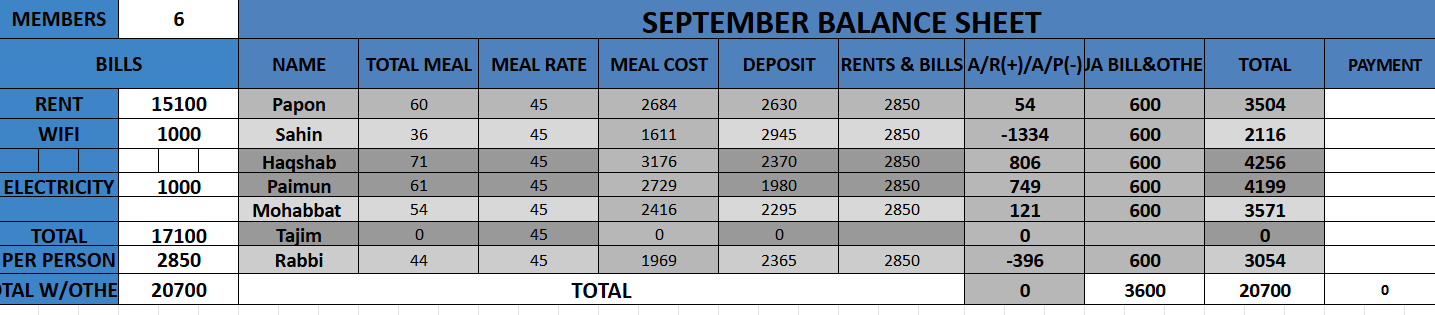 MEMBERS 6 SEPTEMBER BALANCE SHEET
BILLS NAME TOTAL MEAL MEAL RATE MEAL COST DEPOSIT RENTS & BILLS A/R(+)/A/P(-) JA BILL&OTHE TOTAL PAYMENT
RENT 15100 Papon 60 45 2684 2630 2850 54 600 3504
WIFI 1000 Sahin 36 45 1611 2945 2850 -1334 600 2116
Haqshab 71 45 3176 2370 2850 806 600 4256
ELECTRICITY 1000 Paimun 61 45 2729 1980 2850 749 600 4199
Mohabbat 54 45 2416 2295 2850 121 600 3571
TOTAL 17100 Tajim 0 45 0 0 0 0
PER PERSON 2850 Rabbi 44 45 1969 2365 2850 -396 600 3054
OTAL W/OTHE 20700 TOTAL 0 3600 20700 0